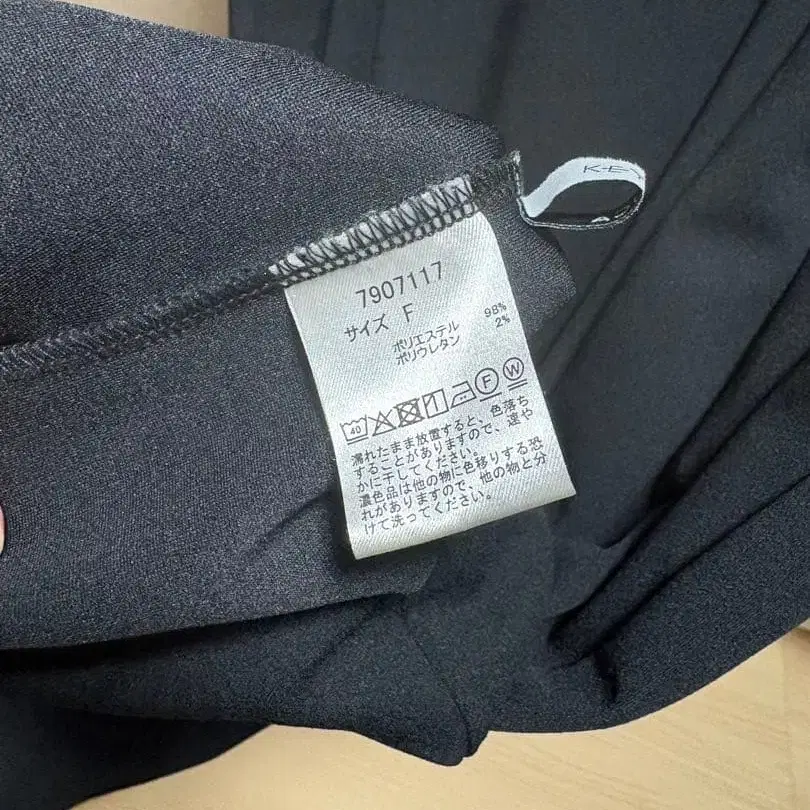 K-E
7907117
サイズ F
ポリエステル 98%
ポリウレタン 2%
40 F W
濡れたまま放置すると、色落ち
することがありますので、速や
かに干してください。
濃色品は他の物に色移りする恐
れがありますので、他の物と分
けて洗ってください。